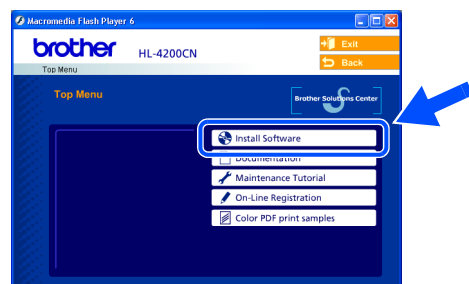 Macromedia Flash Player 6
brother
HL-4200CN
Exit
Back
Top Menu
Top Menu
Brother Solutions Center
Install Software
Documentation
Maintenance Tutorial
On-Line Registration
Color PDF print samples